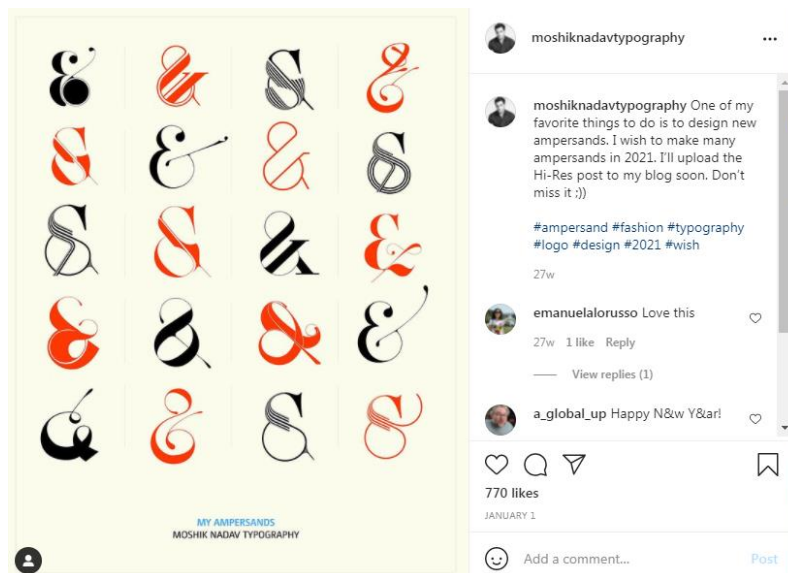 & & & &
& & & &
& & & &
& & & &
& & & &
MY AMPERSANDS
MOSHIK NADAV TYPOGRAPHY
moshiknadavtypography
moshiknadavtypography One of my
favorite things to do is to design new
ampersands. I wish to make many
ampersands in 2021. I'll upload the
Hi-Res post to my blog soon. Don't
miss it ;))
#ampersand #fashion #typography
#logo #design #2021 #wish
27w
emanuelalorusso Love this
27w 1 like Reply
View replies (1)
a_global_up Happy N&w Y&ar!
770 likes
JANUARY 1
Add a comment... Post